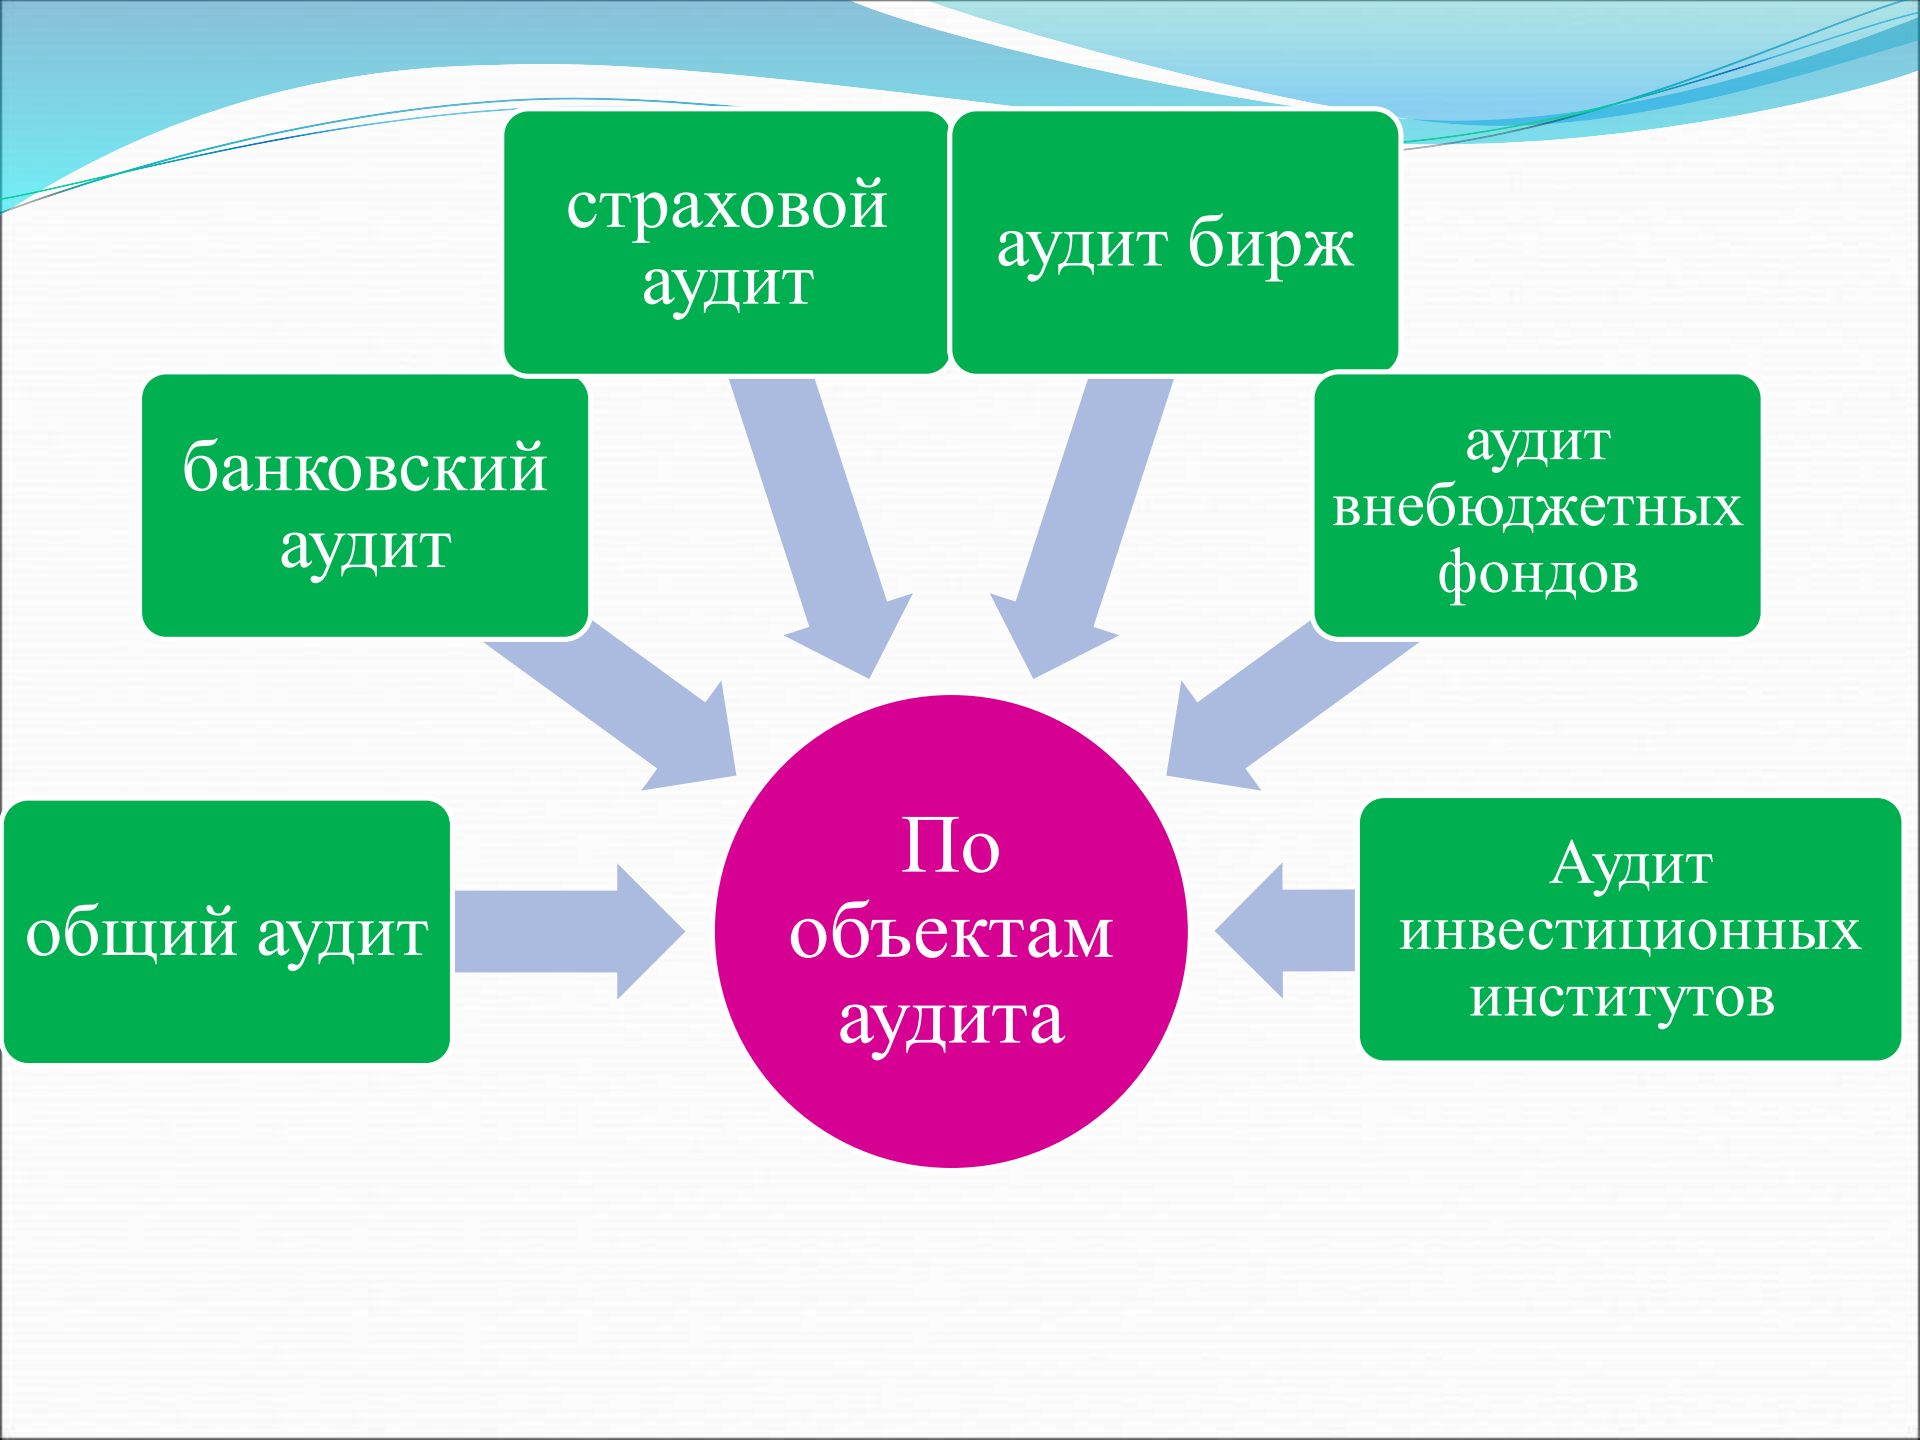 страховой
аудит
аудит бирж
банковский
аудит
аудит
внебюджетных
фондов
общий аудит
По
объектам
аудита
Аудит
инвестиционных
институтов